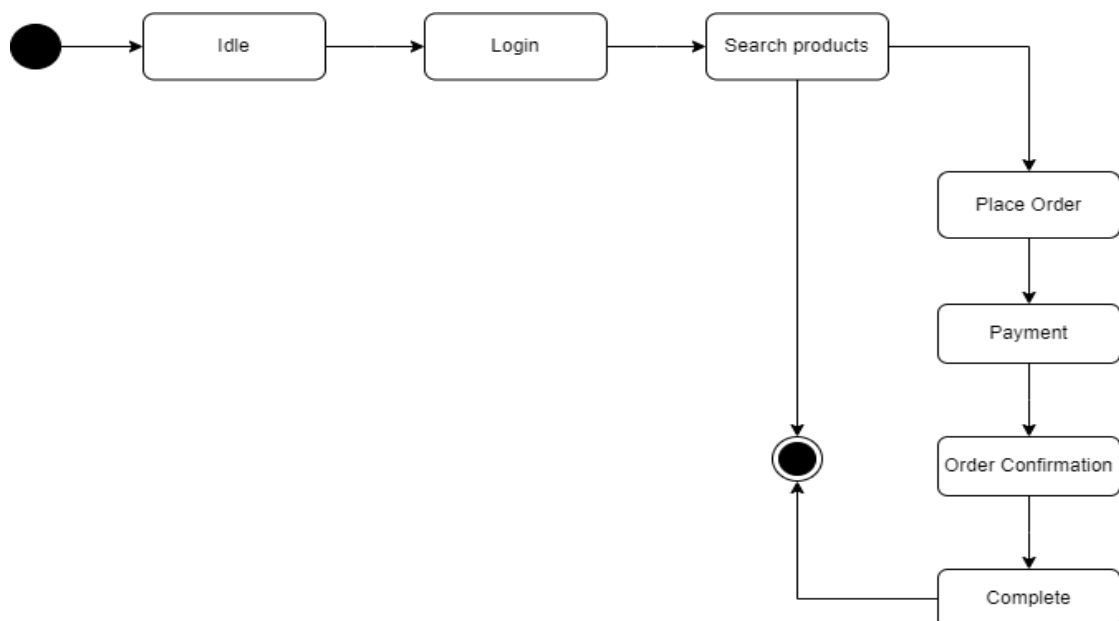 Idle
Login
Search products
Place Order
Payment
Order Confirmation
Complete